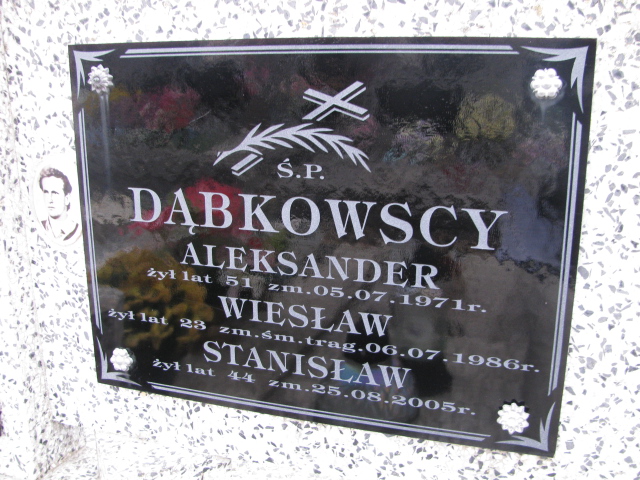 Ś.P.
DĄBKOWSCY
ALEKSANDER
żył lat 51 zm.05.07.1971r.
WIESŁAW
żył lat 23 zm.śm.trag.06.07.1986r.
STANISŁAW
żył lat 44 zm.25.08.2005r.